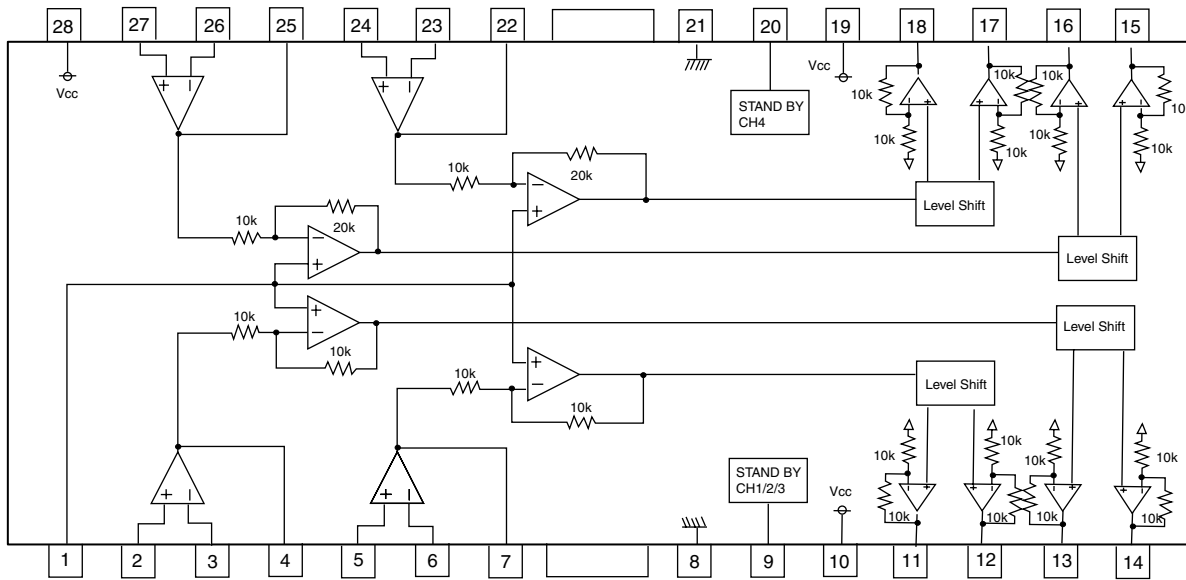 28 27 26 25 24 23 22 21 20 19 18 17 16 15
+ − + − Vcc Vcc
STAND BY
CH4
10k 10k 10k 10
10k 10k 10k 10k
− + + − − + + −
10k 20k
− +
Level Shift
10k 20k
− +
Level Shift
10k
+ −
10k
Level Shift
10k
+ −
10k
Level Shift
STAND BY
CH1/2/3
Vcc
10k 10k 10k 10k
+ − + −
− + + − − + + −
10k 10k 10k 10k
1 2 3 4 5 6 7 8 9 10 11 12 13 14